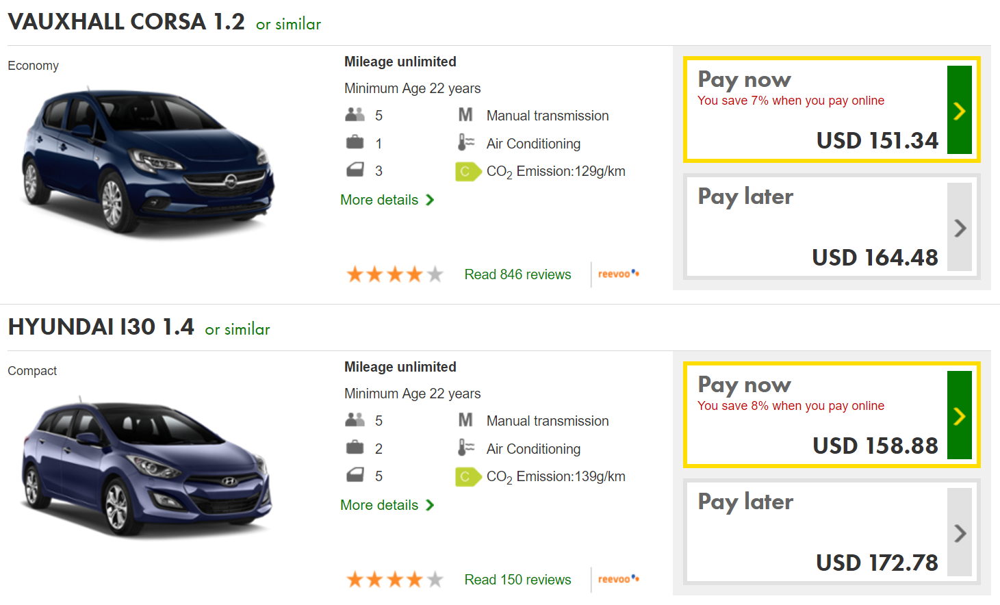 VAUXHALL CORSA 1.2 or similar
Economy
Mileage unlimited
Minimum Age 22 years
5 M Manual transmission
1 Air Conditioning
3 C CO2 Emission:129g/km
More details
Read 846 reviews reevoo
Pay now
You save 7% when you pay online
USD 151.34
Pay later
USD 164.48
HYUNDAI I30 1.4 or similar
Compact
Mileage unlimited
Minimum Age 22 years
5 M Manual transmission
2 Air Conditioning
5 C CO2 Emission:139g/km
More details
Read 150 reviews reevoo
Pay now
You save 8% when you pay online
USD 158.88
Pay later
USD 172.78